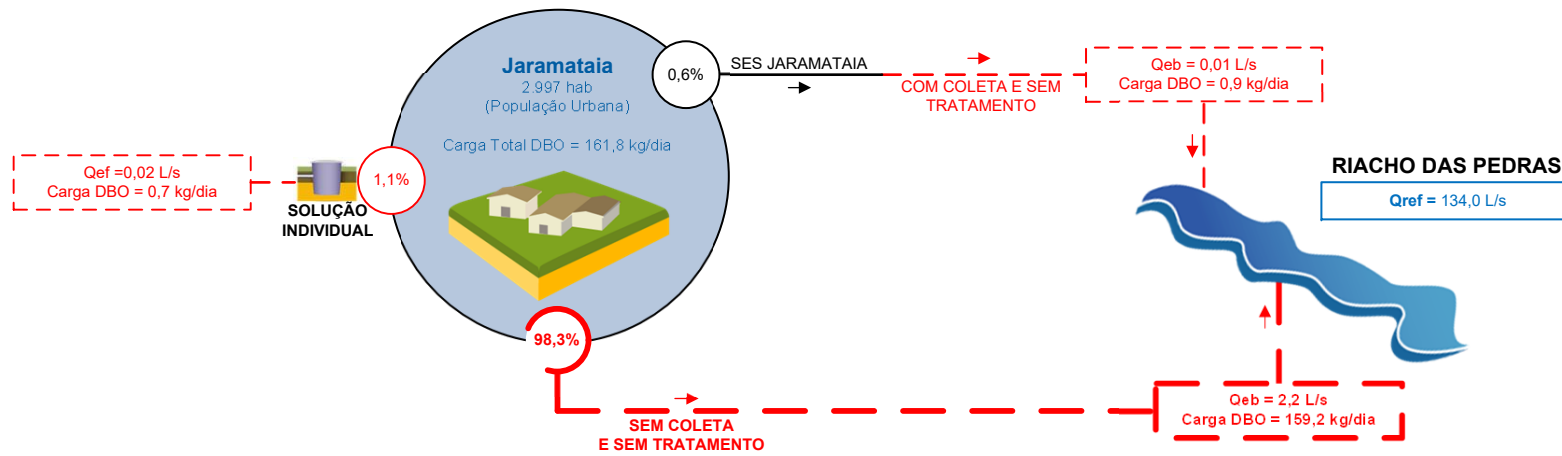 Jaramataia
2.997 hab
(População Urbana)
Carga Total DBO = 161,8 kg/dia
0,6%
SES JARAMATAIA
COM COLETA E SEM
TRATAMENTO
Qeb = 0,01 L/s
Carga DBO = 0,9 kg/dia
Qef =0,02 L/s
Carga DBO = 0,7 kg/dia
SOLUÇÃO
INDIVIDUAL
1,1%
RIACHO DAS PEDRAS
Qref = 134,0 L/s
98,3%
SEM COLETA
E SEM TRATAMENTO
Qeb = 2,2 L/s
Carga DBO = 159,2 kg/dia